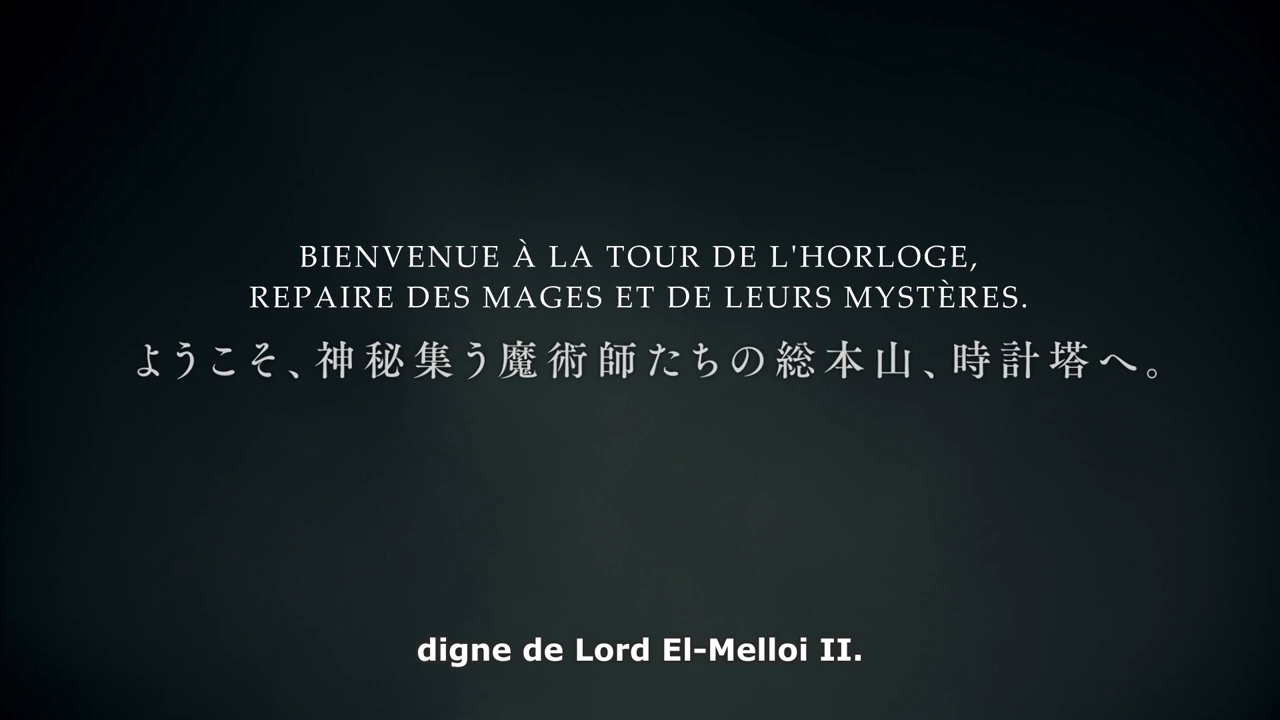 BIENVENUE À LA TOUR DE L'HORLOGE,
REPAIRE DES MAGES ET DE LEURS MYSTÈRES.
ようこそ、神秘集う魔術師たちの総本山、時計塔へ。
digne de Lord El-Melloi II.